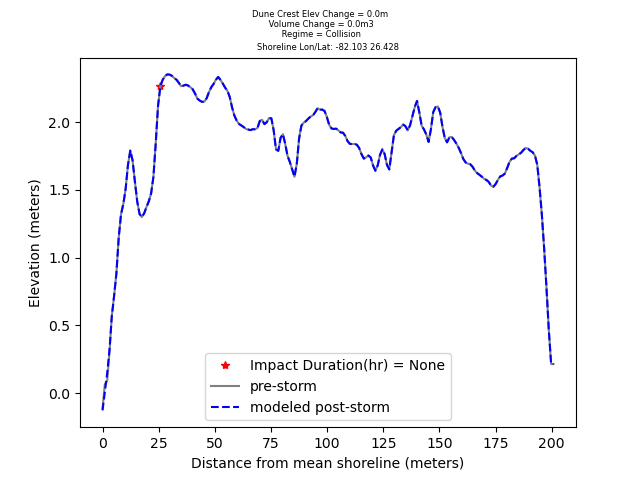 Dune Crest Elev Change = 0.0m
Volume Change = 0.0m3
Regime = Collision
Shoreline Lon/Lat: -82.103 26.428
Elevation (meters)
2.0
1.5
1.0
0.5
0.0
Impact Duration(hr) = None
pre-storm
modeled post-storm
0 25 50 75 100 125 150 175 200
Distance from mean shoreline (meters)